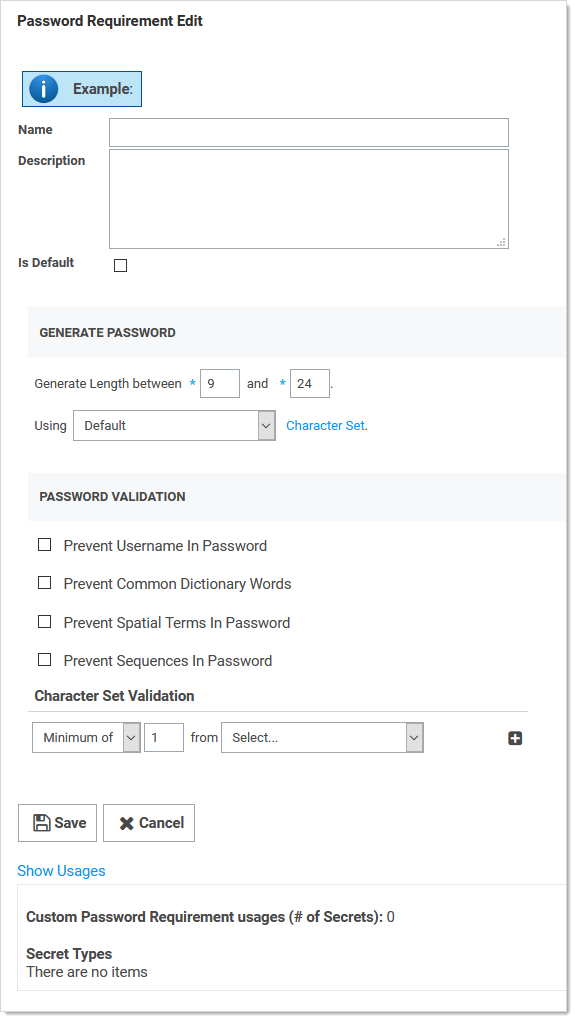 Password Requirement Edit
Example:
Name
Description
Is Default
GENERATE PASSWORD
Generate Length between * 9 and * 24 .
Using Default Character Set.
PASSWORD VALIDATION
Prevent Username In Password
Prevent Common Dictionary Words
Prevent Spatial Terms In Password
Prevent Sequences In Password
Character Set Validation
Minimum of 1 from Select...
Save Cancel
Show Usages
Custom Password Requirement usages (# of Secrets): 0
Secret Types
There are no items